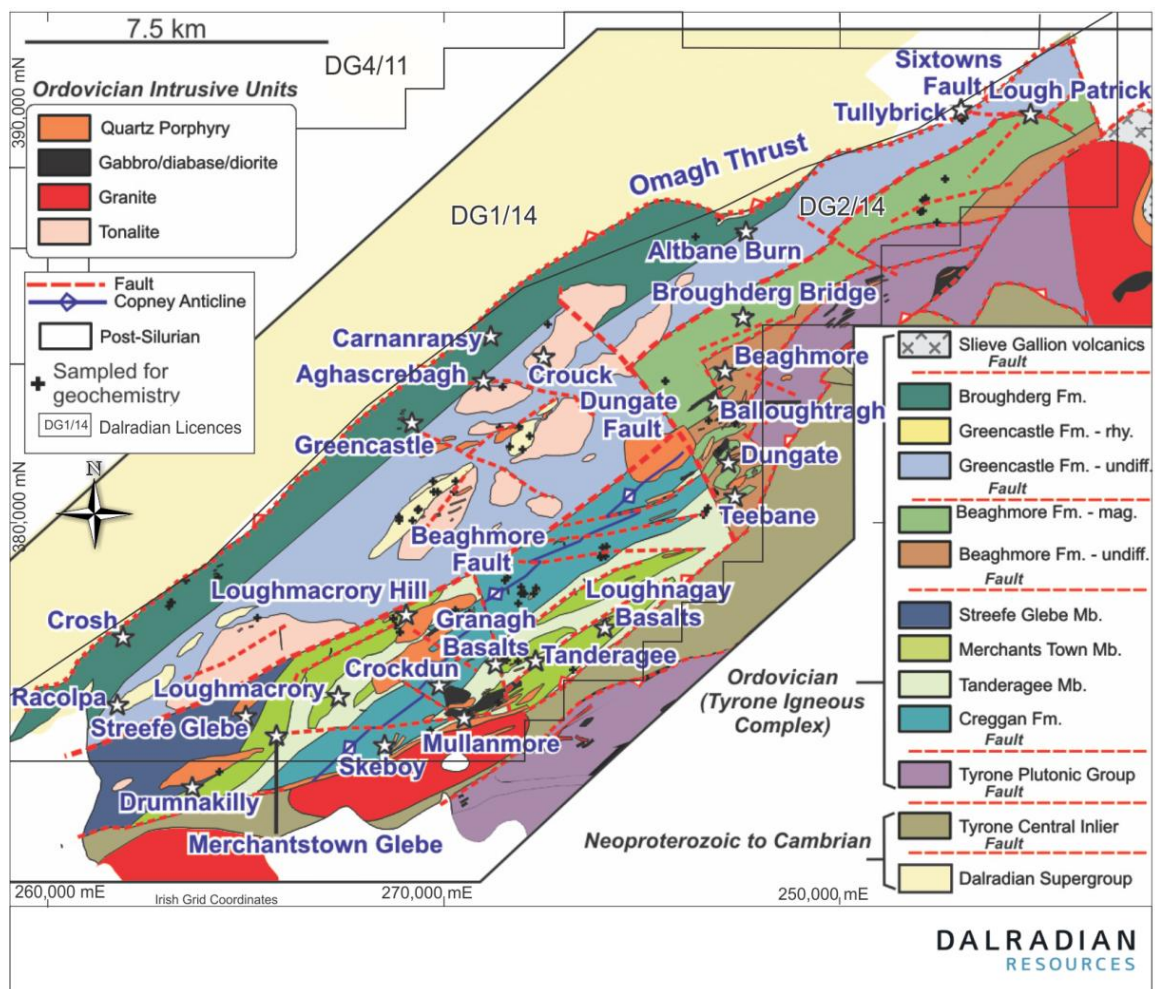 7.5 km
DG4/11
Ordovician Intrusive Units
Quartz Porphyry
Gabbro/diabase/diorite
Granite
Tonalite
Fault
Copney Anticline
Post-Silurian
Sampled for
geochemistry
DG1/14 Dalradian Licences
N
390,000 mN
380,000 mN
Sixtowns
Fault
Lough Patrick
Tullybrick
Omagh Thrust
DG1/14
DG2/14
Altbane Burn
Broughderg Bridge
Carnanransy
Aghascrebagh
Crouck
Beaghmore
Dungate
Fault
Balloughtragh
Greencastle
Dungate
Teebane
Beaghmore
Fault
Loughmacrory Hill
Loughnagay
Basalts
Granagh
Basalts
Crosh
Crockdun
Tanderagee
Racolpa
Loughmacrory
Streefe Glebe
Mullanmore
Skeboy
Drumnakilly
Merchantstown Glebe
Slieve Gallion volcanics
Fault
Broughderg Fm.
Greencastle Fm. - rhy.
Greencastle Fm. - undiff.
Fault
Beaghmore Fm. - mag.
Beaghmore Fm. - undiff.
Fault
Streefe Glebe Mb.
Merchants Town Mb.
Tanderagee Mb.
Creggan Fm.
Fault
Tyrone Plutonic Group
Fault
Tyrone Central Inlier
Fault
Dalradian Supergroup
Ordovician
(Tyrone Igneous
Complex)
Neoproterozoic to Cambrian
260,000 mE
Irish Grid Coordinates
270,000 mE
250,000 mE
DALRADIAN
RESOURCES